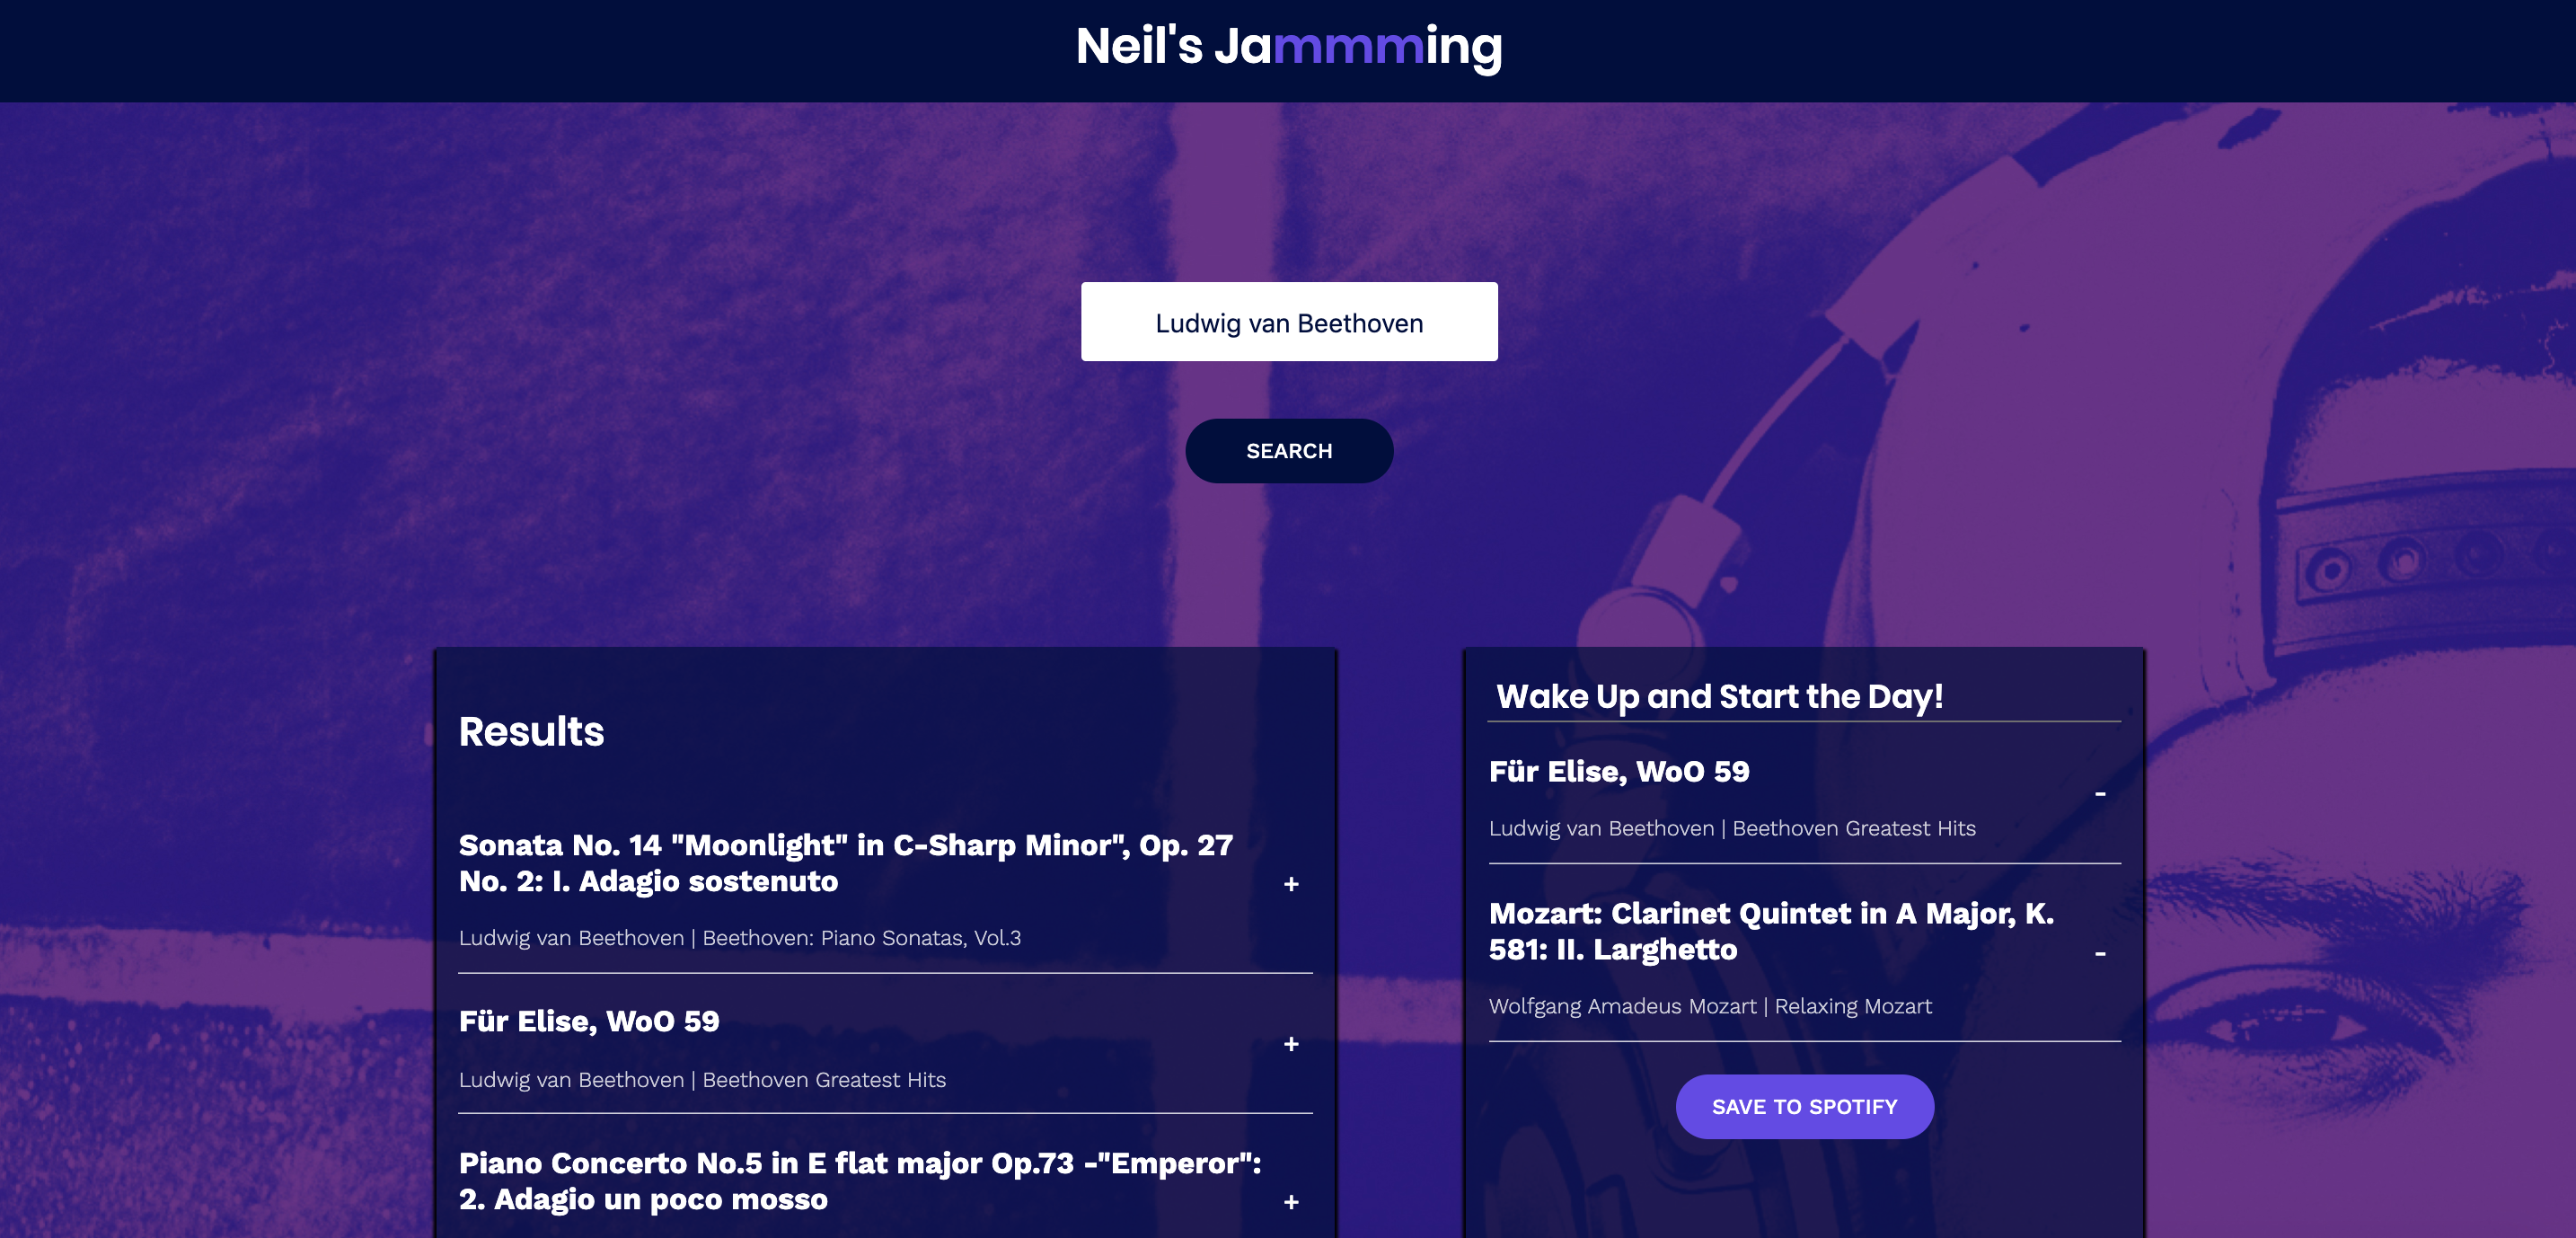 Neil's Jammming
Ludwig van Beethoven
SEARCH
Results
Sonata No. 14 "Moonlight" in C-Sharp Minor", Op. 27
No. 2: I. Adagio sostenuto
+
Ludwig van Beethoven | Beethoven: Piano Sonatas, Vol.3
Für Elise, WoO 59
+
Ludwig van Beethoven | Beethoven Greatest Hits
Piano Concerto No.5 in E flat major Op.73 -"Emperor":
2. Adagio un poco mosso
+
Wake Up and Start the Day!
Für Elise, WoO 59
-
Ludwig van Beethoven | Beethoven Greatest Hits
Mozart: Clarinet Quintet in A Major, K.
581: II. Larghetto
-
Wolfgang Amadeus Mozart | Relaxing Mozart
SAVE TO SPOTIFY